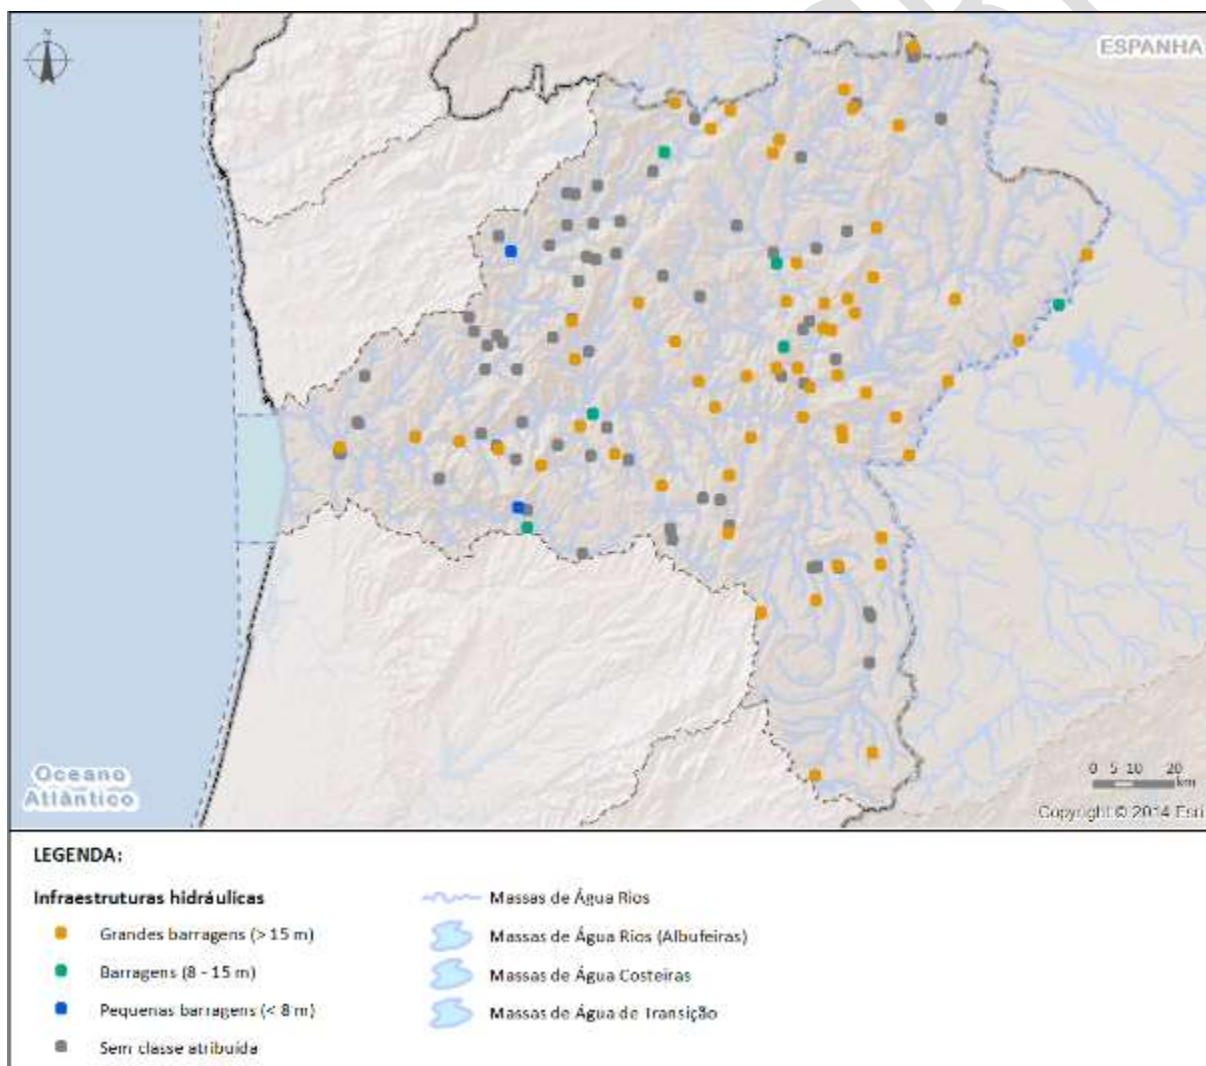 N
ESPANHA
Oceano
Atlântico
0 5 10 20
km
Copyright © 2014 Esri
LEGENDA:
Infraestruturas hidráulicas
Grandes barragens (> 15 m)
Barragens (8 - 15 m)
Pequenas barragens (< 8 m)
Sem classe atribuída
Massas de Água Rios
Massas de Água Rios (Albufeiras)
Massas de Água Costeiras
Massas de Água de Transição